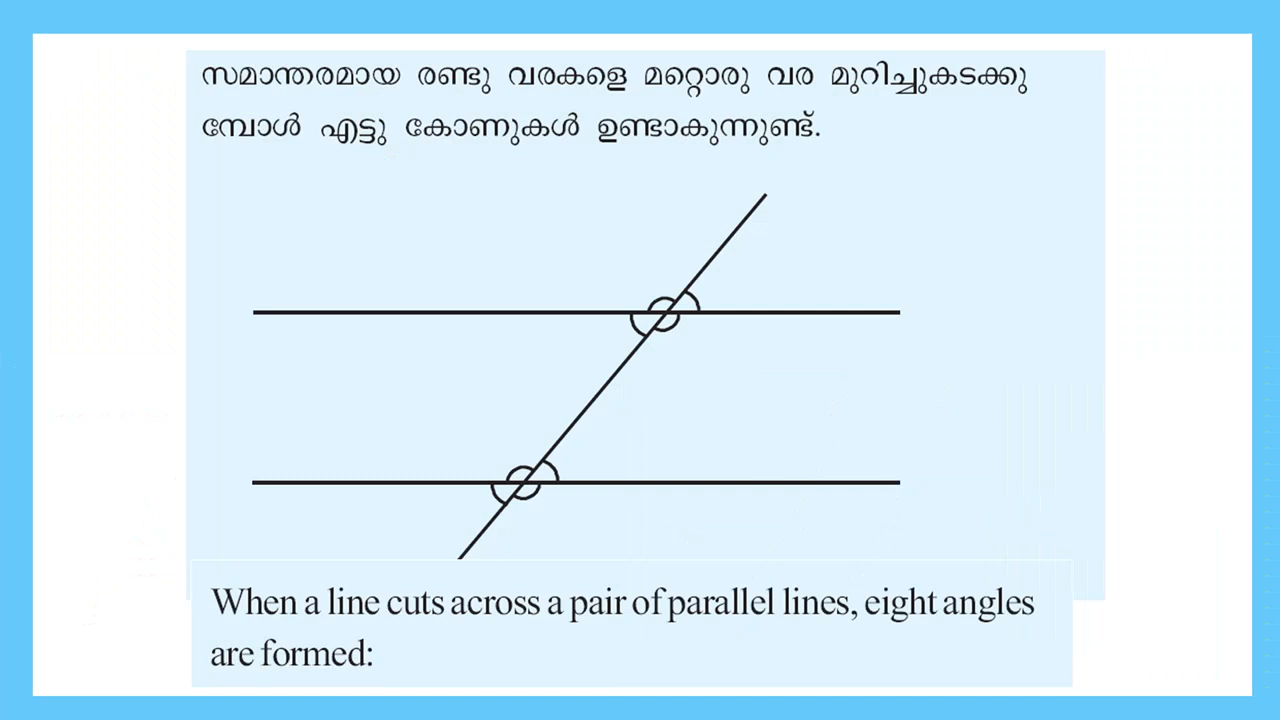 സമാന്തരമായ രണ്ടു വരകളെ മറ്റൊരു വര മുറിച്ചുകടക്കു
മ്പോൾ എട്ടു കോണുകൾ ഉണ്ടാകുന്നുണ്ട്.
When a line cuts across a pair of parallel lines, eight angles
are formed: